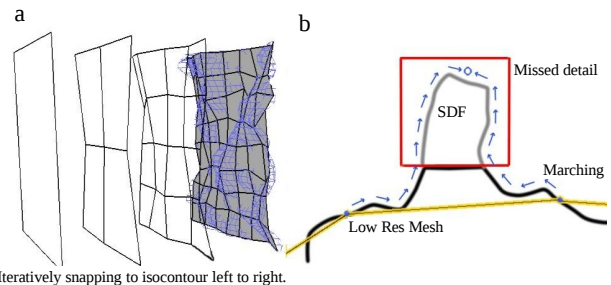 a
b
Missed detail
SDF
Marching
Low Res Mesh
Iteratively snapping to isocontour left to right.